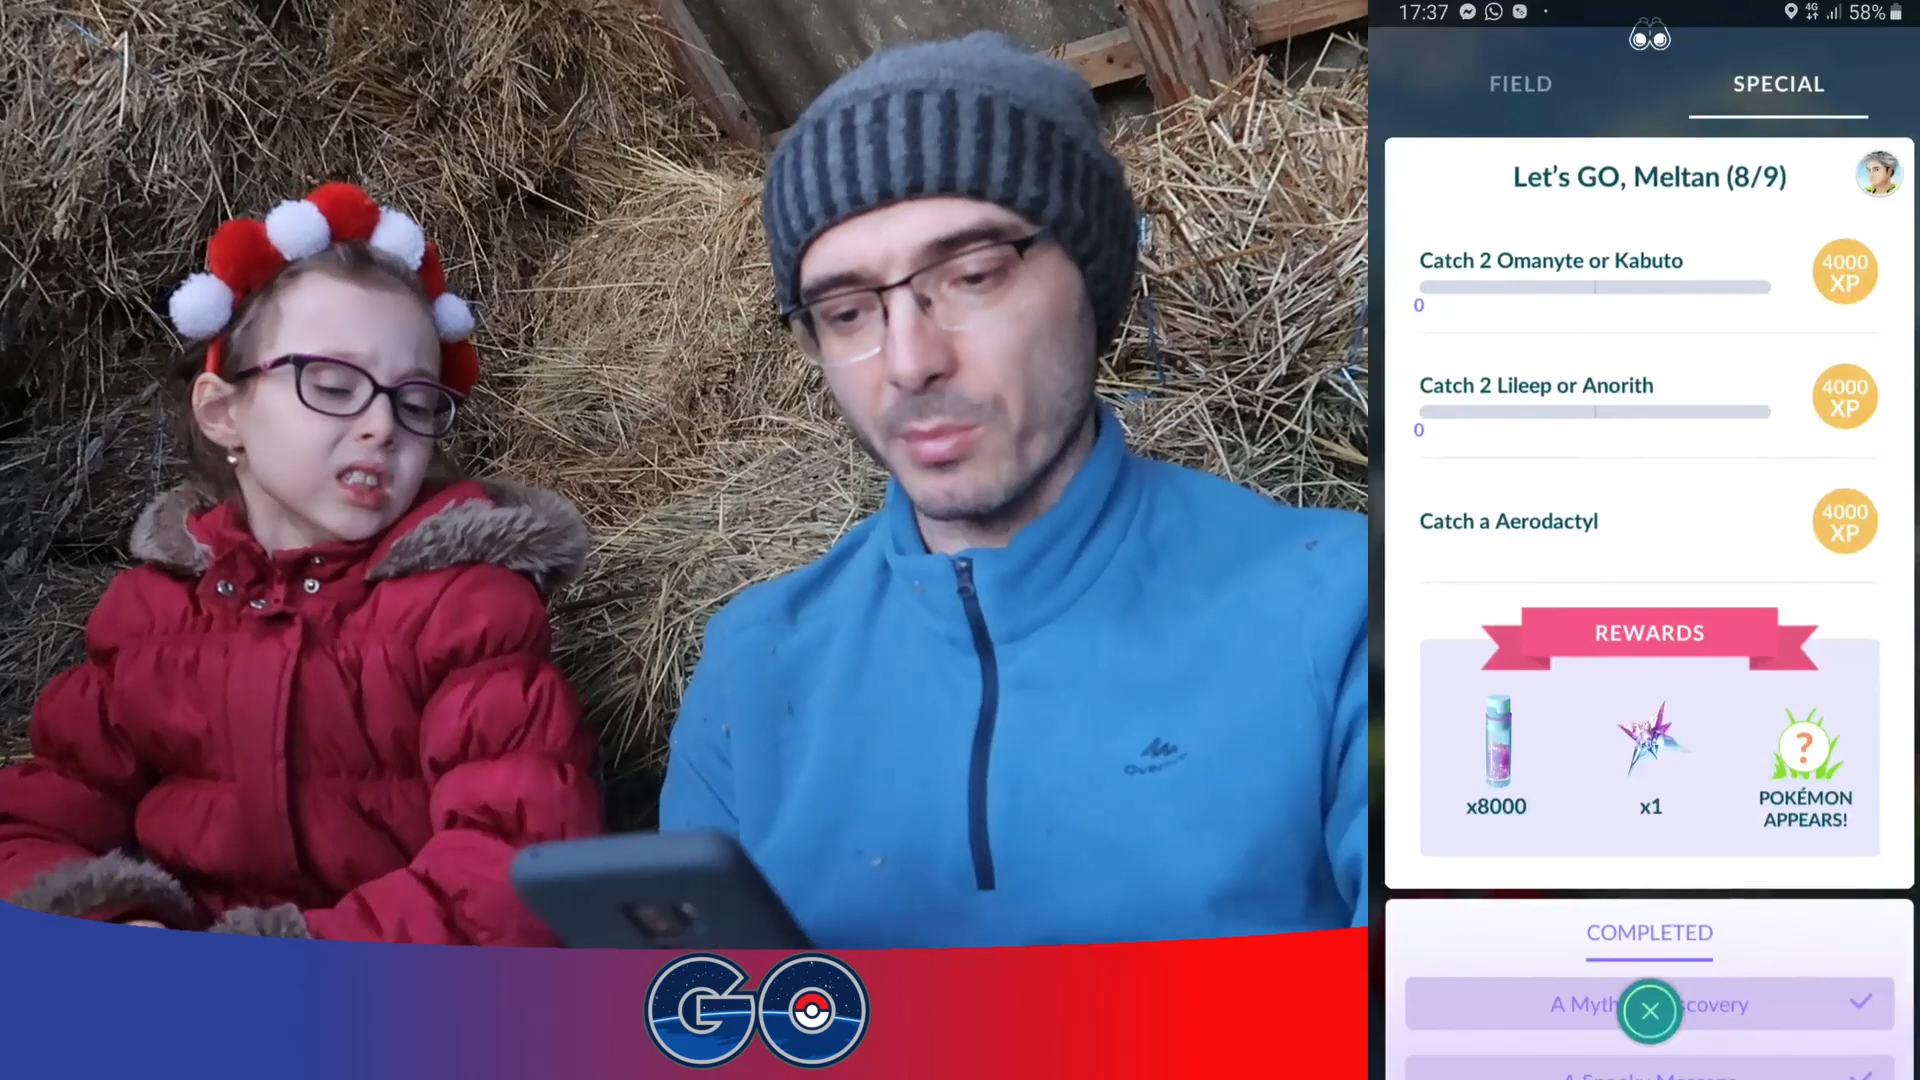 17:37
4G
58%
FIELD
SPECIAL
Let's GO, Meltan (8/9)
Catch 2 Omanyte or Kabuto
4000
XP
0
Catch 2 Lileep or Anorith
4000
XP
0
Catch a Aerodactyl
4000
XP
REWARDS
x8000
x1
?
POKÉMON
APPEARS!
COMPLETED
GO